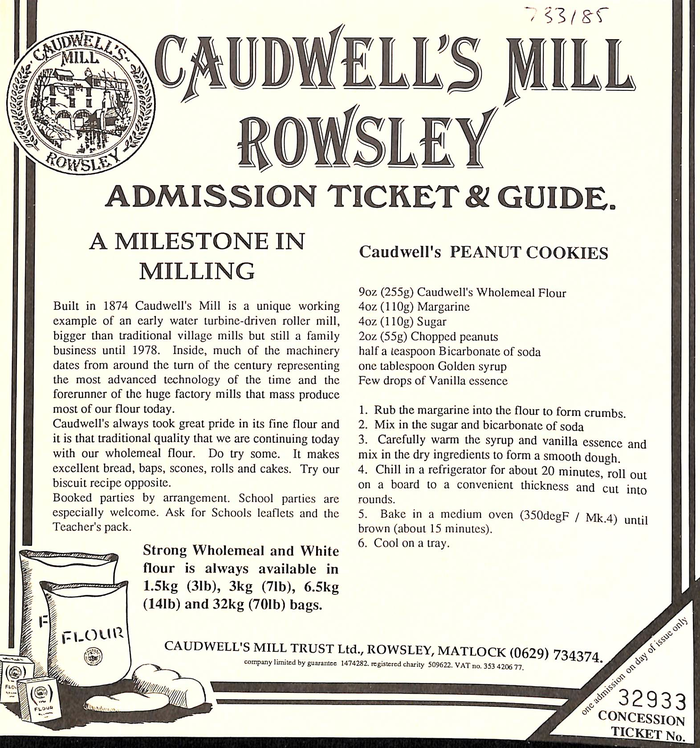 733/85
CAUDWELL'S
MILL
ROWSLEY
CAUDWELL'S MILL
ROWSLEY
ADMISSION TICKET & GUIDE.
A MILESTONE IN
MILLING
Built in 1874 Caudwell's Mill is a unique working
example of an early water turbine-driven roller mill,
bigger than traditional village mills but still a family
business until 1978. Inside, much of the machinery
dates from around the turn of the century representing
the most advanced technology of the time and the
forerunner of the huge factory mills that mass produce
most of our flour today.
Caudwell's always took great pride in its fine flour and
it is that traditional quality that we are continuing today
with our wholemeal flour. Do try some. It makes
excellent bread, baps, scones, rolls and cakes. Try our
biscuit recipe opposite.
Booked parties by arrangement. School parties are
especially welcome. Ask for Schools leaflets and the
Teacher's pack.
Strong Wholemeal and White
flour is always available in
1.5kg (3lb), 3kg (7lb), 6.5kg
(14lb) and 32kg (70lb) bags.
Caudwell's PEANUT COOKIES
9oz (255g) Caudwell's Wholemeal Flour
4oz (110g) Margarine
4oz (110g) Sugar
2oz (55g) Chopped peanuts
half a teaspoon Bicarbonate of soda
one tablespoon Golden syrup
Few drops of Vanilla essence
1. Rub the margarine into the flour to form crumbs.
2. Mix in the sugar and bicarbonate of soda
3. Carefully warm the syrup and vanilla essence and
mix in the dry ingredients to form a smooth dough.
4. Chill in a refrigerator for about 20 minutes, roll out
on a board to a convenient thickness and cut into
rounds.
5. Bake in a medium oven (350degF / Mk.4) until
brown (about 15 minutes).
6. Cool on a tray.
F
FLOUR
FLOUR
CAUDWELL'S MILL TRUST Ltd., ROWSLEY, MATLOCK (0629) 734374.
company limited by guarantee 1474282. registered charity 509622. VAT no. 353 4206 77.
one admission on day of issue only
32933
CONCESSION
TICKET No.